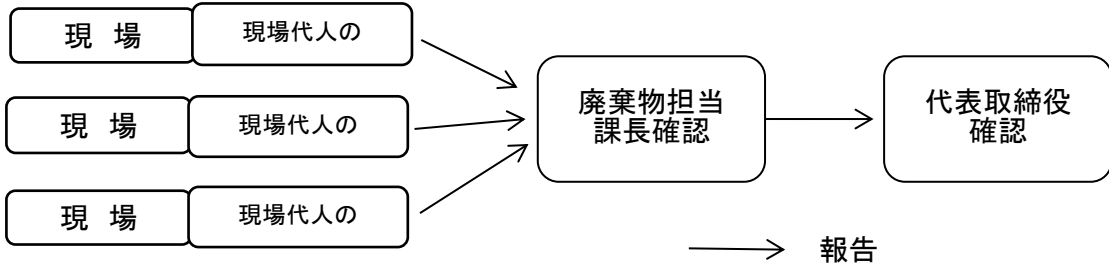 現　場
現場代人の
現　場
現場代人の
現　場
現場代人の
廃棄物担当
課長確認
代表取締役
確認
報告